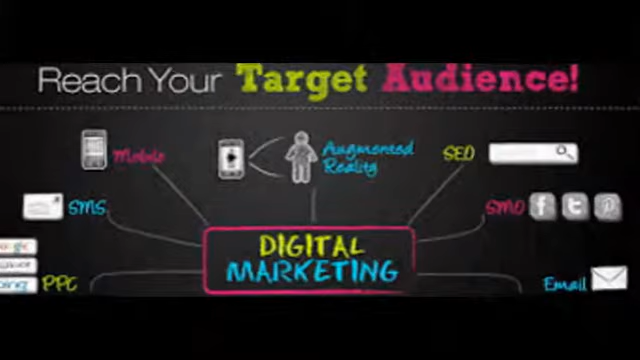 Reach Your Target Audience!
Mobile
Augmented
Reality
SEO
SMS
SMO
DIGITAL
MARKETING
PPC
Email